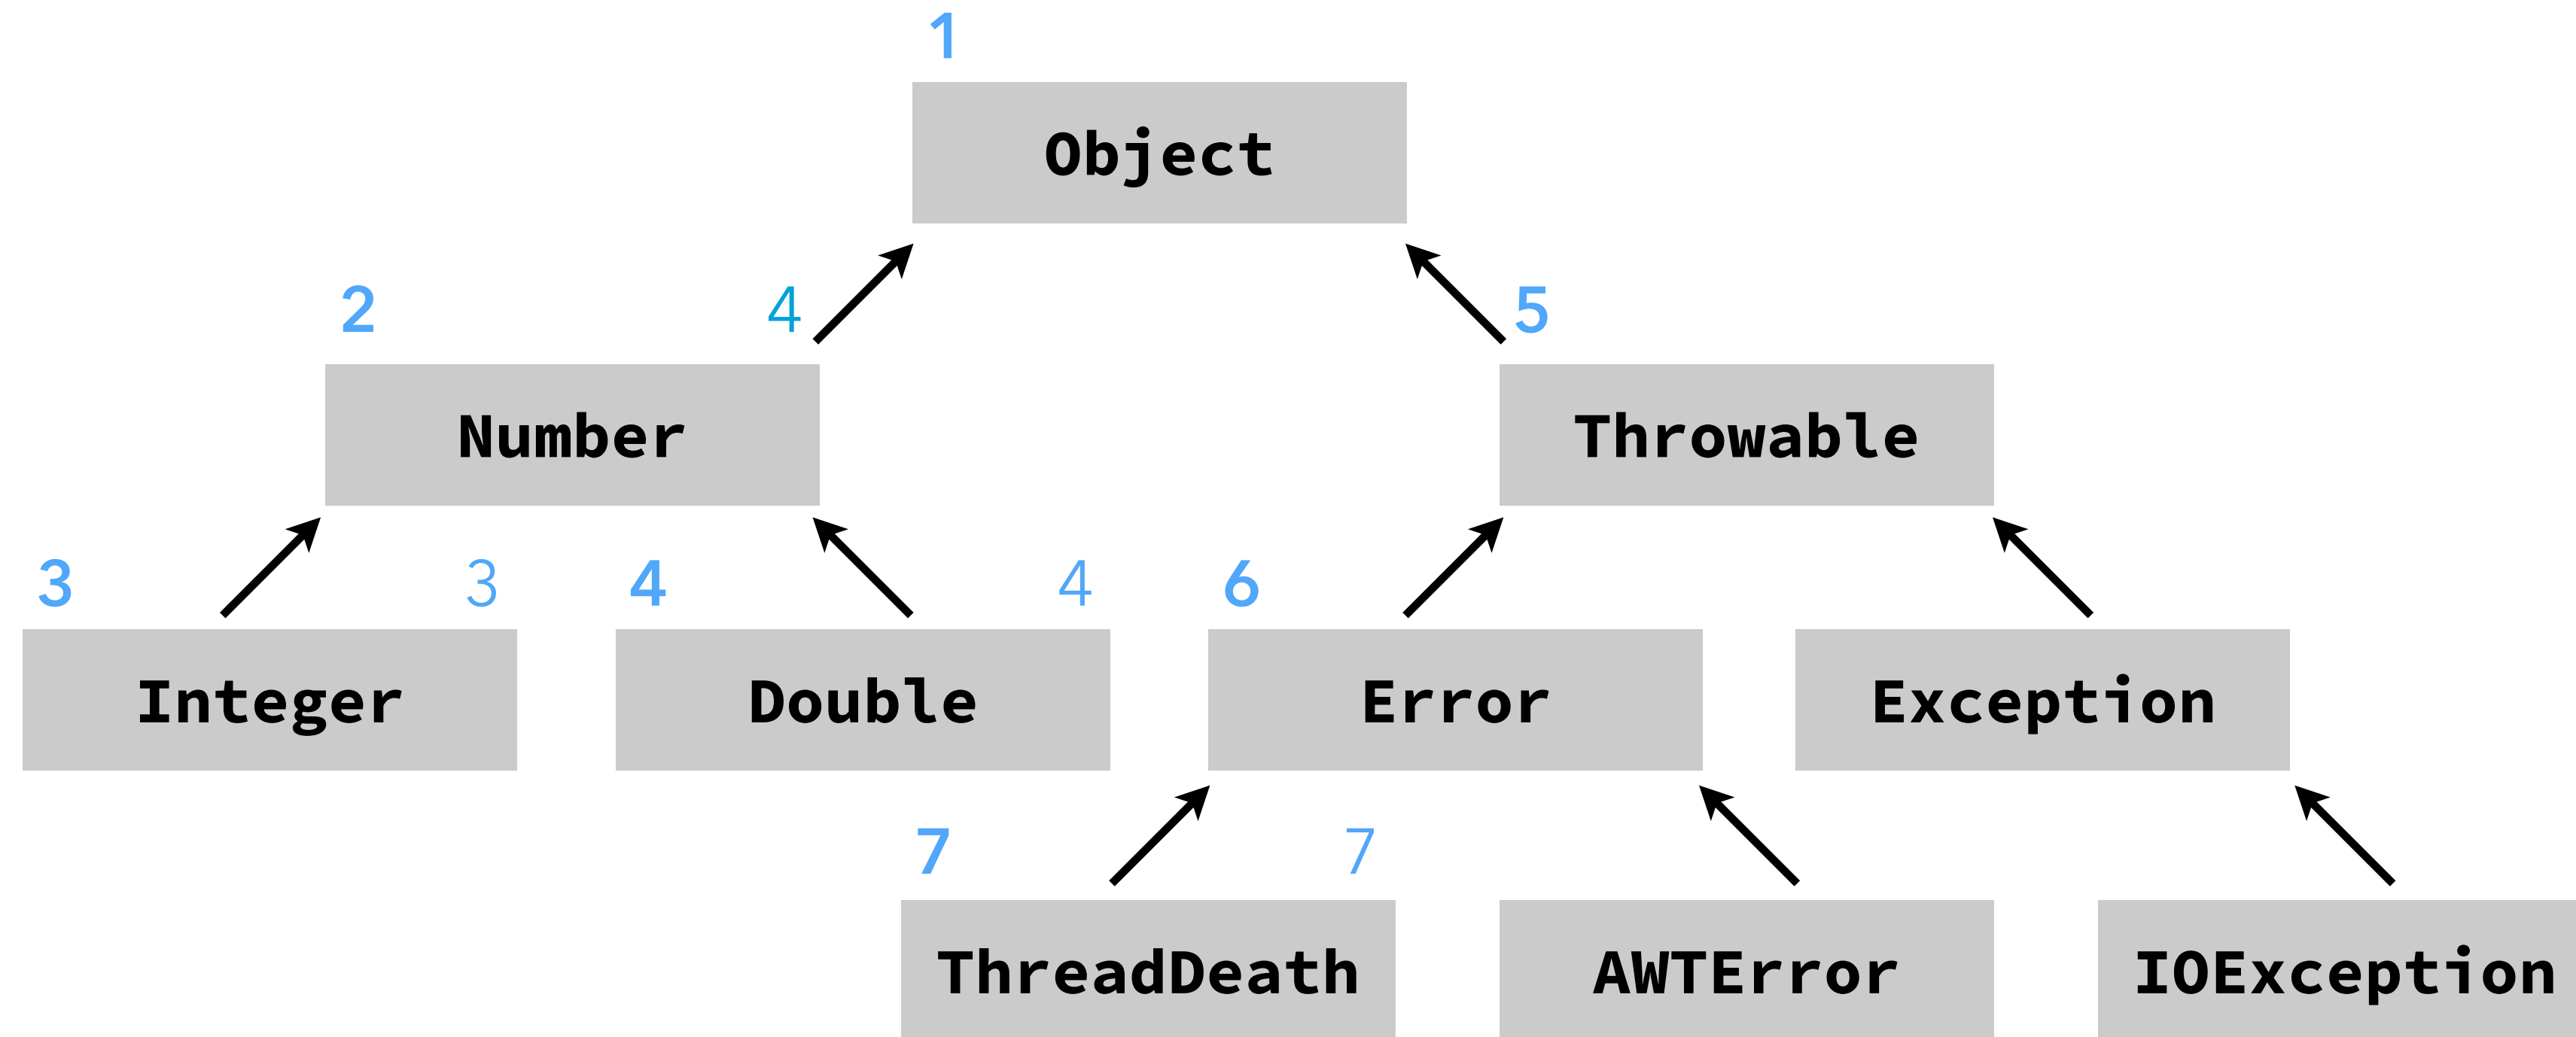 1
Object
2 4 5
Number Throwable
3 3 4 4 6
Integer Double Error Exception
7 7
ThreadDeath AWTError IOException